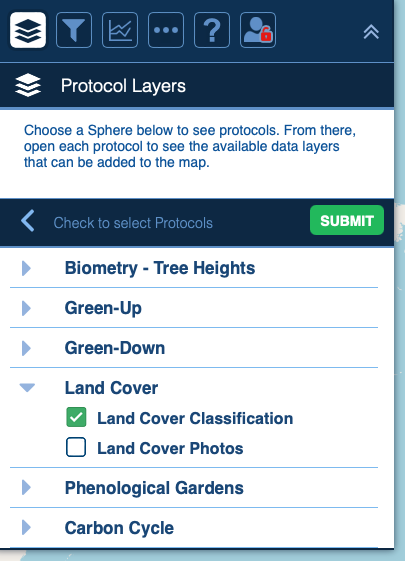 ?
Protocol Layers
Choose a Sphere below to see protocols. From there,
open each protocol to see the available data layers
that can be added to the map.
Check to select Protocols
SUBMIT
Biometry - Tree Heights
Green-Up
Green-Down
Land Cover
Land Cover Classification
Land Cover Photos
Phenological Gardens
Carbon Cycle